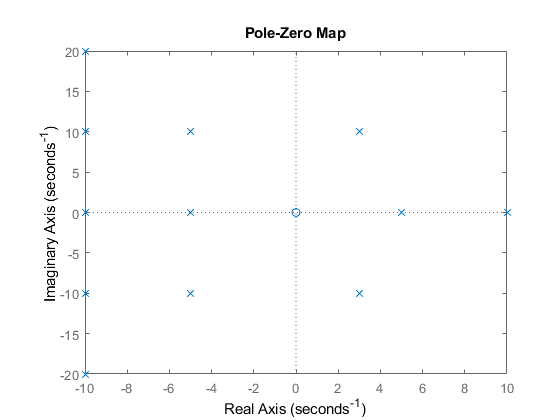 Pole-Zero Map
Imaginary Axis (seconds⁻¹)
20
15
10
5
0
-5
-10
-15
-20
-10 -8 -6 -4 -2 0 2 4 6 8 10
Real Axis (seconds⁻¹)